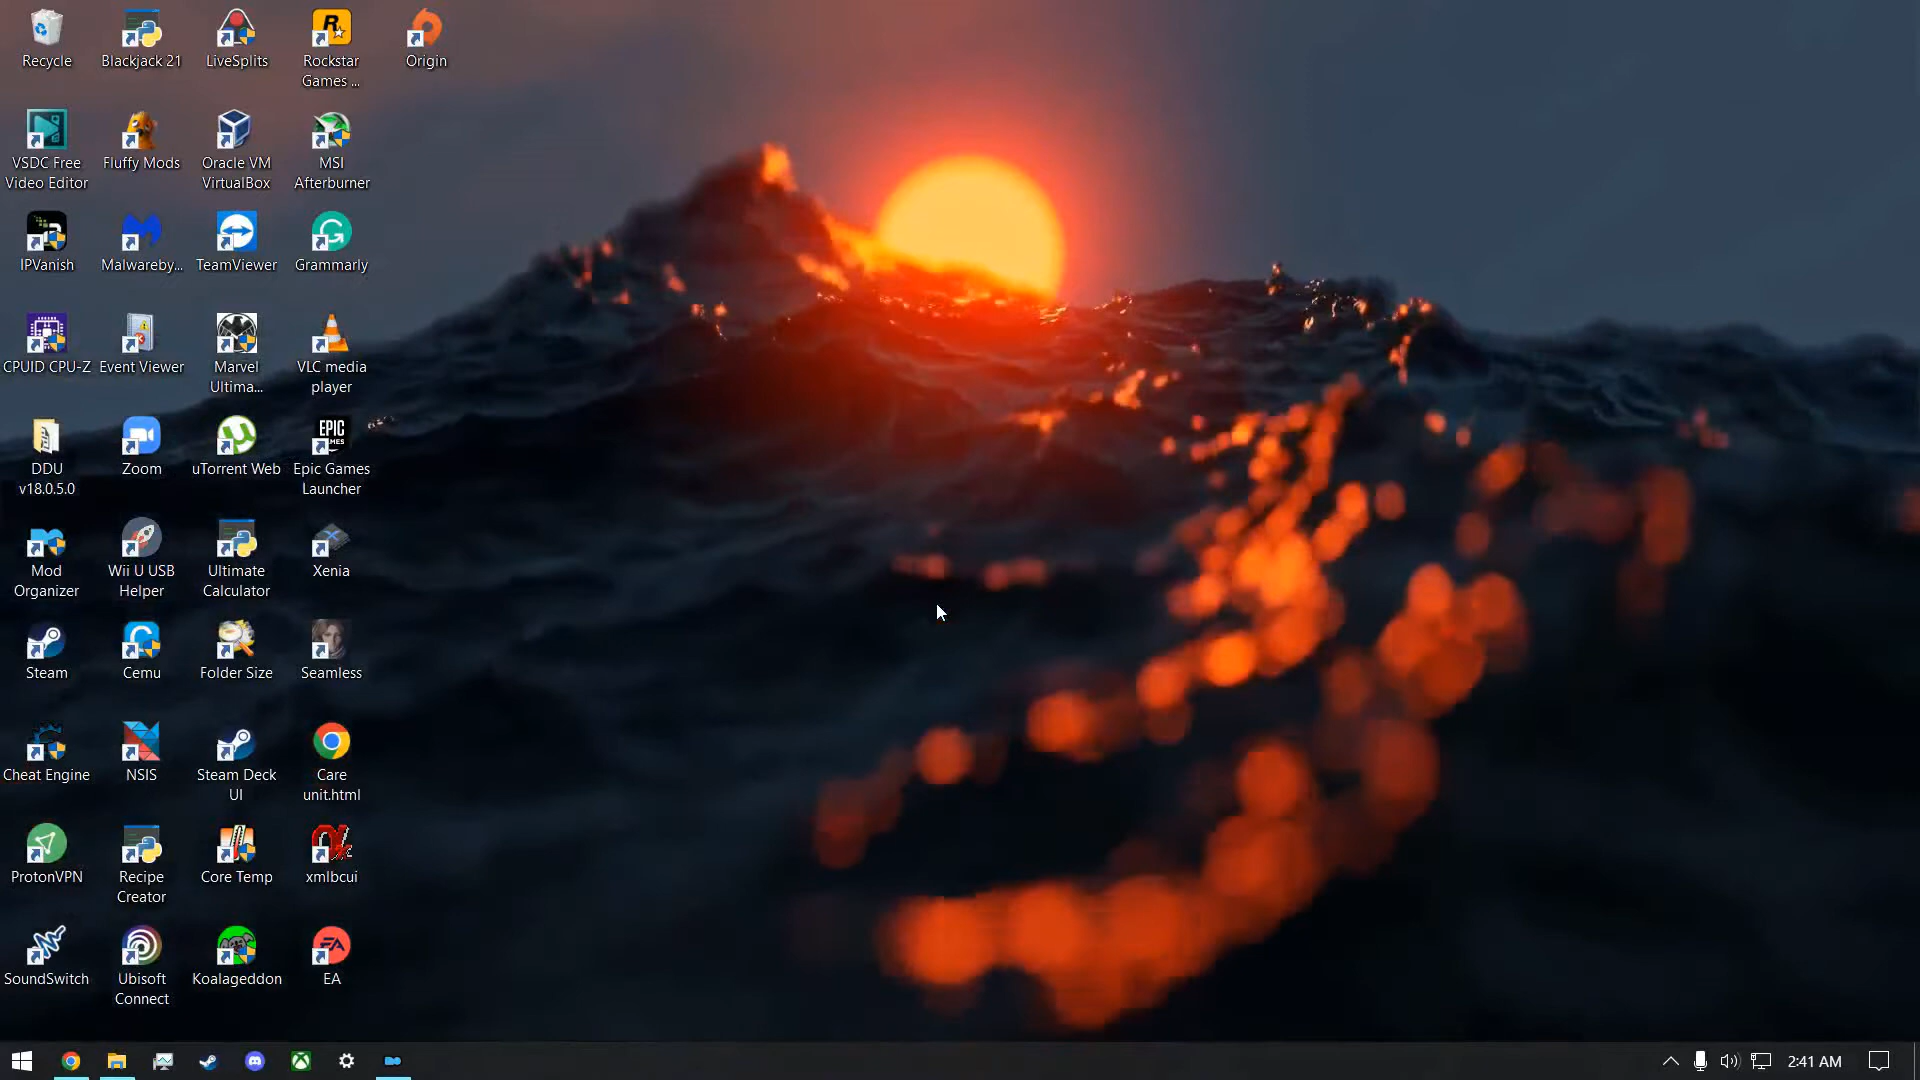 Recycle
Blackjack 21
LiveSplits
Rockstar
Games ...
Origin
VSDC Free
Video Editor
Fluffy Mods
Oracle VM
VirtualBox
MSI
Afterburner
IPVanish
Malwareby...
TeamViewer
Grammarly
CPUID CPU-Z
Event Viewer
Marvel
Ultima...
VLC media
player
DDU
v18.0.5.0
Zoom
uTorrent Web
EPIC
GAMES
Epic Games
Launcher
Mod
Organizer
Wii U USB
Helper
Ultimate
Calculator
Xenia
Steam
Cemu
Folder Size
Seamless
Cheat Engine
NSIS
Steam Deck
UI
Care
unit.html
ProtonVPN
Recipe
Creator
Core Temp
xmlbcui
SoundSwitch
Ubisoft
Connect
Koalageddon
EA
EA
2:41 AM